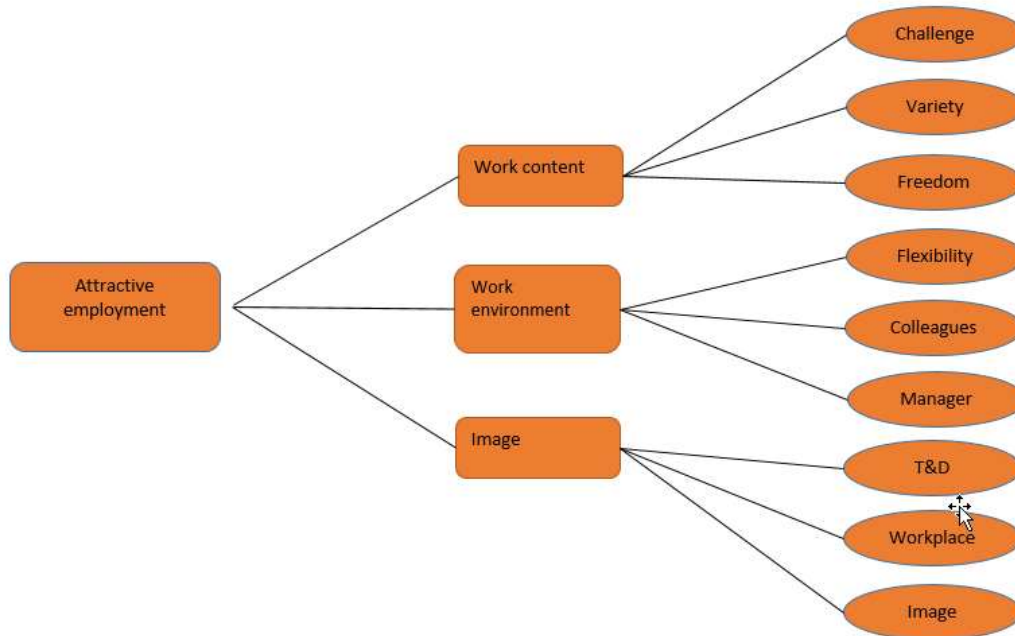 Attractive
employment
Work content
Work
environment
Image
Challenge
Variety
Freedom
Flexibility
Colleagues
Manager
T&D
Workplace
Image